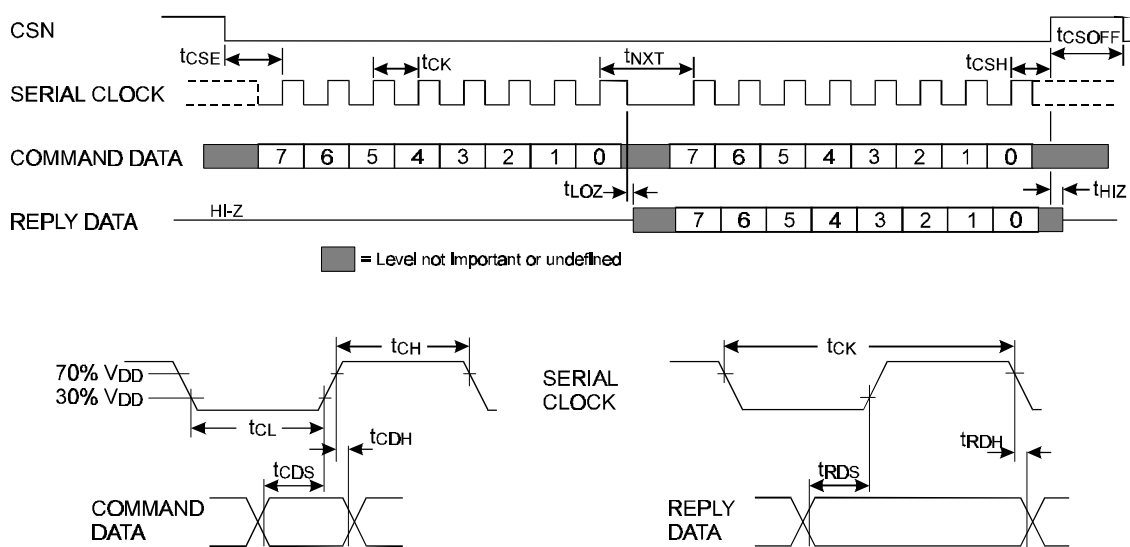 CSN
tCSE
tCK
tNXT
tCSH
tCSOFF
SERIAL CLOCK
COMMAND DATA
7 6 5 4 3 2 1 0 7 6 5 4 3 2 1 0
tLOZ
tHIZ
REPLY DATA
HI-Z
7 6 5 4 3 2 1 0
= Level not important or undefined
70% VDD
30% VDD
tCH
tCL
tCDH
tCDS
COMMAND
DATA
SERIAL
CLOCK
tCK
tRDH
tRDS
REPLY
DATA